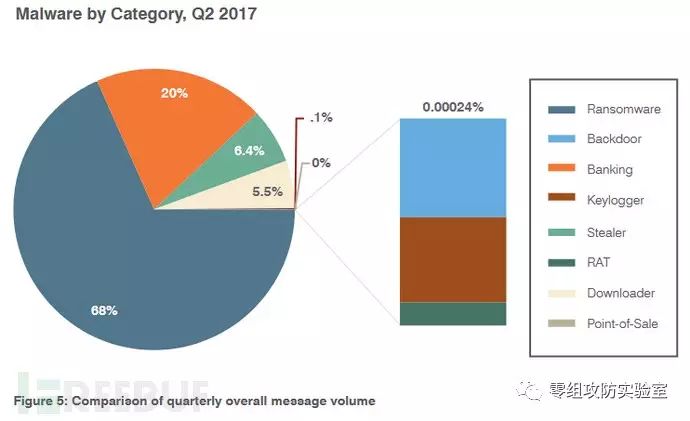 Malware by Category, Q2 2017
20%
.1%
6.4%
0%
5.5%
68%
0.00024%
Ransomware
Backdoor
Banking
Keylogger
Stealer
RAT
Downloader
Point-of-Sale
FREEBUF
零组攻防实验室
Figure 5: Comparison of quarterly overall message volume